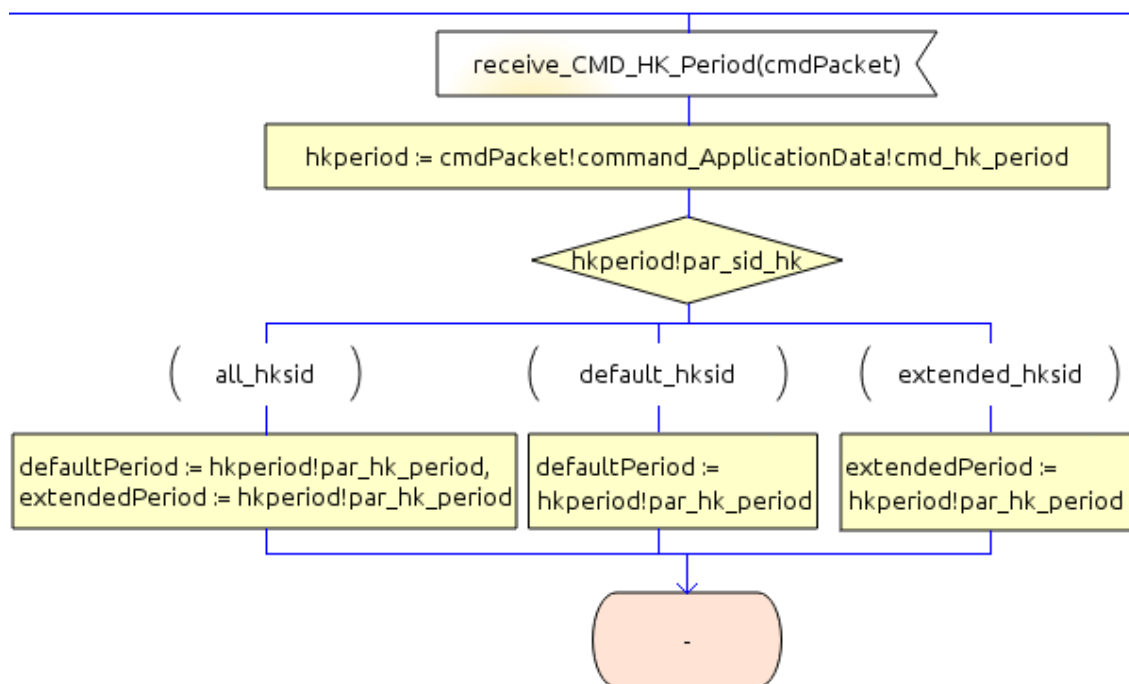 receive_CMD_HK_Period(cmdPacket)
hkperiod := cmdPacket!command_ApplicationData!cmd_hk_period
hkperiod!par_sid_hk
( all_hksid )
( default_hksid )
( extended_hksid )
defaultPeriod := hkperiod!par_hk_period,
extendedPeriod := hkperiod!par_hk_period
defaultPeriod :=
hkperiod!par_hk_period
extendedPeriod :=
hkperiod!par_hk_period
-